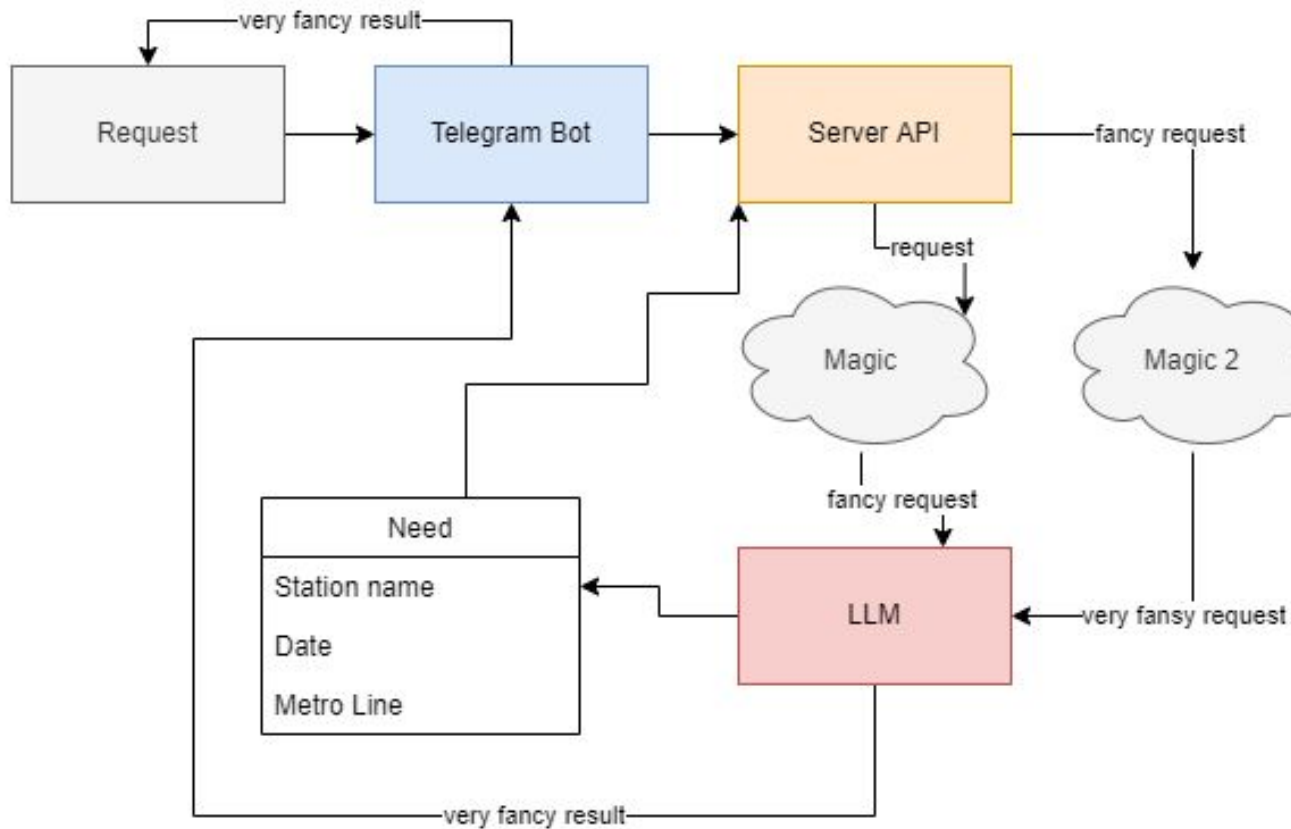 very fancy result
Request
Telegram Bot
Server API
fancy request
request
Magic
Magic 2
fancy request
Need
Station name
Date
Metro Line
LLM
very fansy request
very fancy result